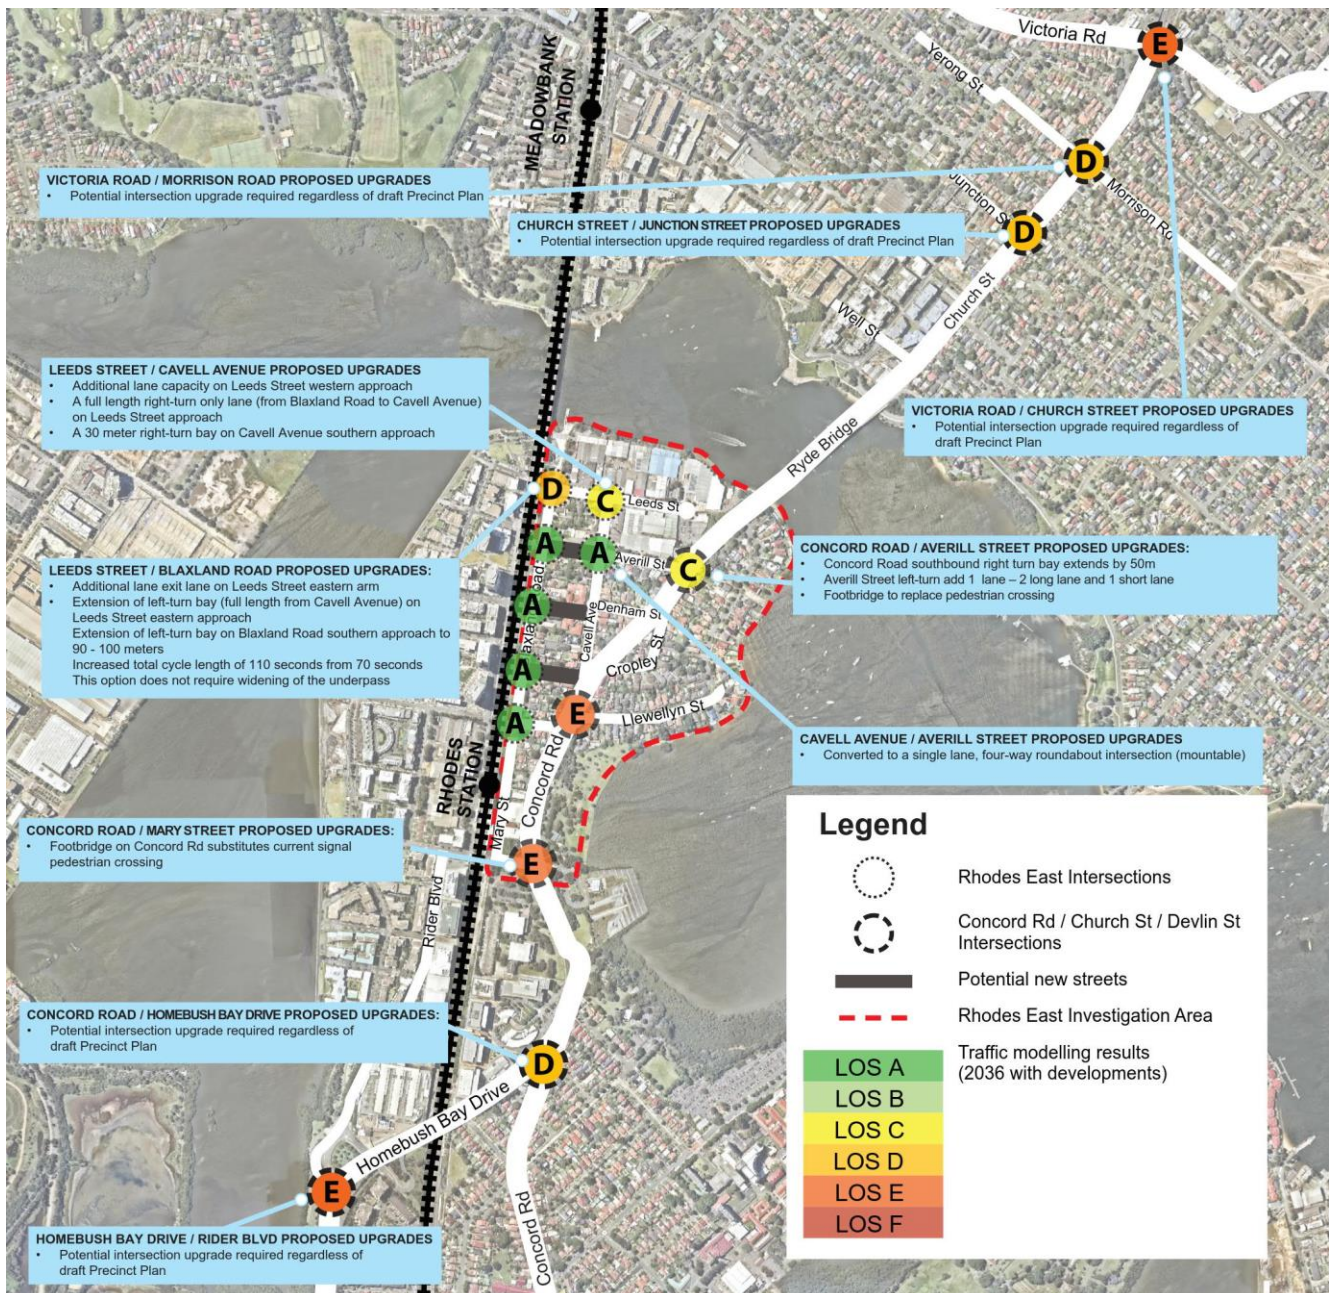 Victoria Rd
E
Yerong St
MEADOWBANK
STATION
D
VICTORIA ROAD / MORRISON ROAD PROPOSED UPGRADES
• Potential intersection upgrade required regardless of draft Precinct Plan
Junction St
Morrison Rd
CHURCH STREET / JUNCTION STREET PROPOSED UPGRADES
• Potential intersection upgrade required regardless of draft Precinct Plan
D
Church St
Well St
LEEDS STREET / CAVELL AVENUE PROPOSED UPGRADES
• Additional lane capacity on Leeds Street western approach
• A full length right-turn only lane (from Blaxland Road to Cavell Avenue)
on Leeds Street approach
• A 30 meter right-turn bay on Cavell Avenue southern approach
VICTORIA ROAD / CHURCH STREET PROPOSED UPGRADES
• Potential intersection upgrade required regardless of
draft Precinct Plan
Ryde Bridge
D
C
Leeds St
A
A
Averill St
C
CONCORD ROAD / AVERILL STREET PROPOSED UPGRADES:
• Concord Road southbound right turn bay extends by 50m
• Averill Street left-turn add 1 lane – 2 long lane and 1 short lane
• Footbridge to replace pedestrian crossing
LEEDS STREET / BLAXLAND ROAD PROPOSED UPGRADES:
• Additional lane exit lane on Leeds Street eastern arm
• Extension of left-turn bay (full length from Cavell Avenue) on
Leeds Street eastern approach
Extension of left-turn bay on Blaxland Road southern approach to
90 - 100 meters
Increased total cycle length of 110 seconds from 70 seconds
This option does not require widening of the underpass
A
Denham St
Cavell Ave
A
Cropley St
A
E
Llewellyn St
CAVELL AVENUE / AVERILL STREET PROPOSED UPGRADES
• Converted to a single lane, four-way roundabout intersection (mountable)
RHODES
STATION
Concord Rd
Mary St
CONCORD ROAD / MARY STREET PROPOSED UPGRADES:
• Footbridge on Concord Rd substitutes current signal
pedestrian crossing
E
Rider Blvd
Legend
Rhodes East Intersections
Concord Rd / Church St / Devlin St
Intersections
Potential new streets
Rhodes East Investigation Area
Traffic modelling results
(2036 with developments)
LOS A
LOS B
LOS C
LOS D
LOS E
LOS F
CONCORD ROAD / HOMEBUSH BAY DRIVE PROPOSED UPGRADES:
• Potential intersection upgrade required regardless of
draft Precinct Plan
D
Homebush Bay Drive
E
Concord Rd
HOMEBUSH BAY DRIVE / RIDER BLVD PROPOSED UPGRADES
• Potential intersection upgrade required regardless of
draft Precinct Plan